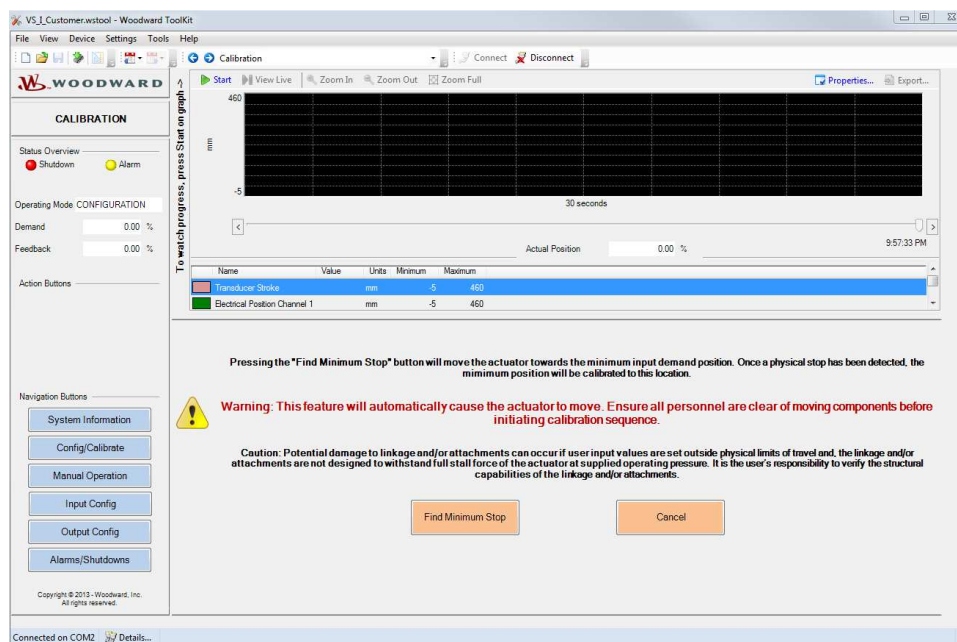 VS_I_Customer.wstool - Woodward ToolKit
File View Device Settings Tools Help
Calibration
Connect Disconnect
WOODWARD
CALIBRATION
Status Overview
Shutdown Alarm
Operating Mode CONFIGURATION
Demand 0.00 %
Feedback 0.00 %
Action Buttons
Navigation Buttons
System Information
Config/Calibrate
Manual Operation
Input Config
Output Config
Alarms/Shutdowns
Copyright © 2013 - Woodward, Inc.
All rights reserved.
To watch progress, press Start on graph ->
Start View Live Zoom In Zoom Out Zoom Full Properties... Export...
460
mm
-5
30 seconds
9:57:33 PM
Actual Position 0.00 %
Name Value Units Minimum Maximum
Transducer Stroke mm -5 460
Electrical Position Channel 1 mm -5 460
Pressing the "Find Minimum Stop" button will move the actuator towards the minimum input demand position. Once a physical stop has been detected, the
mimimum position will be calibrated to this location.
Warning: This feature will automatically cause the actuator to move. Ensure all personnel are clear of moving components before
initiating calibration sequence.
Caution: Potential damage to linkage and/or attachments can occur if user input values are set outside physical limits of travel and, the linkage and/or
attachments are not designed to withstand full stall force of the actuator at supplied operating pressure. It is the user's responsibility to verify the structural
capabilities of the linkage and/or attachments.
Find Minimum Stop Cancel
Connected on COM2 Details...